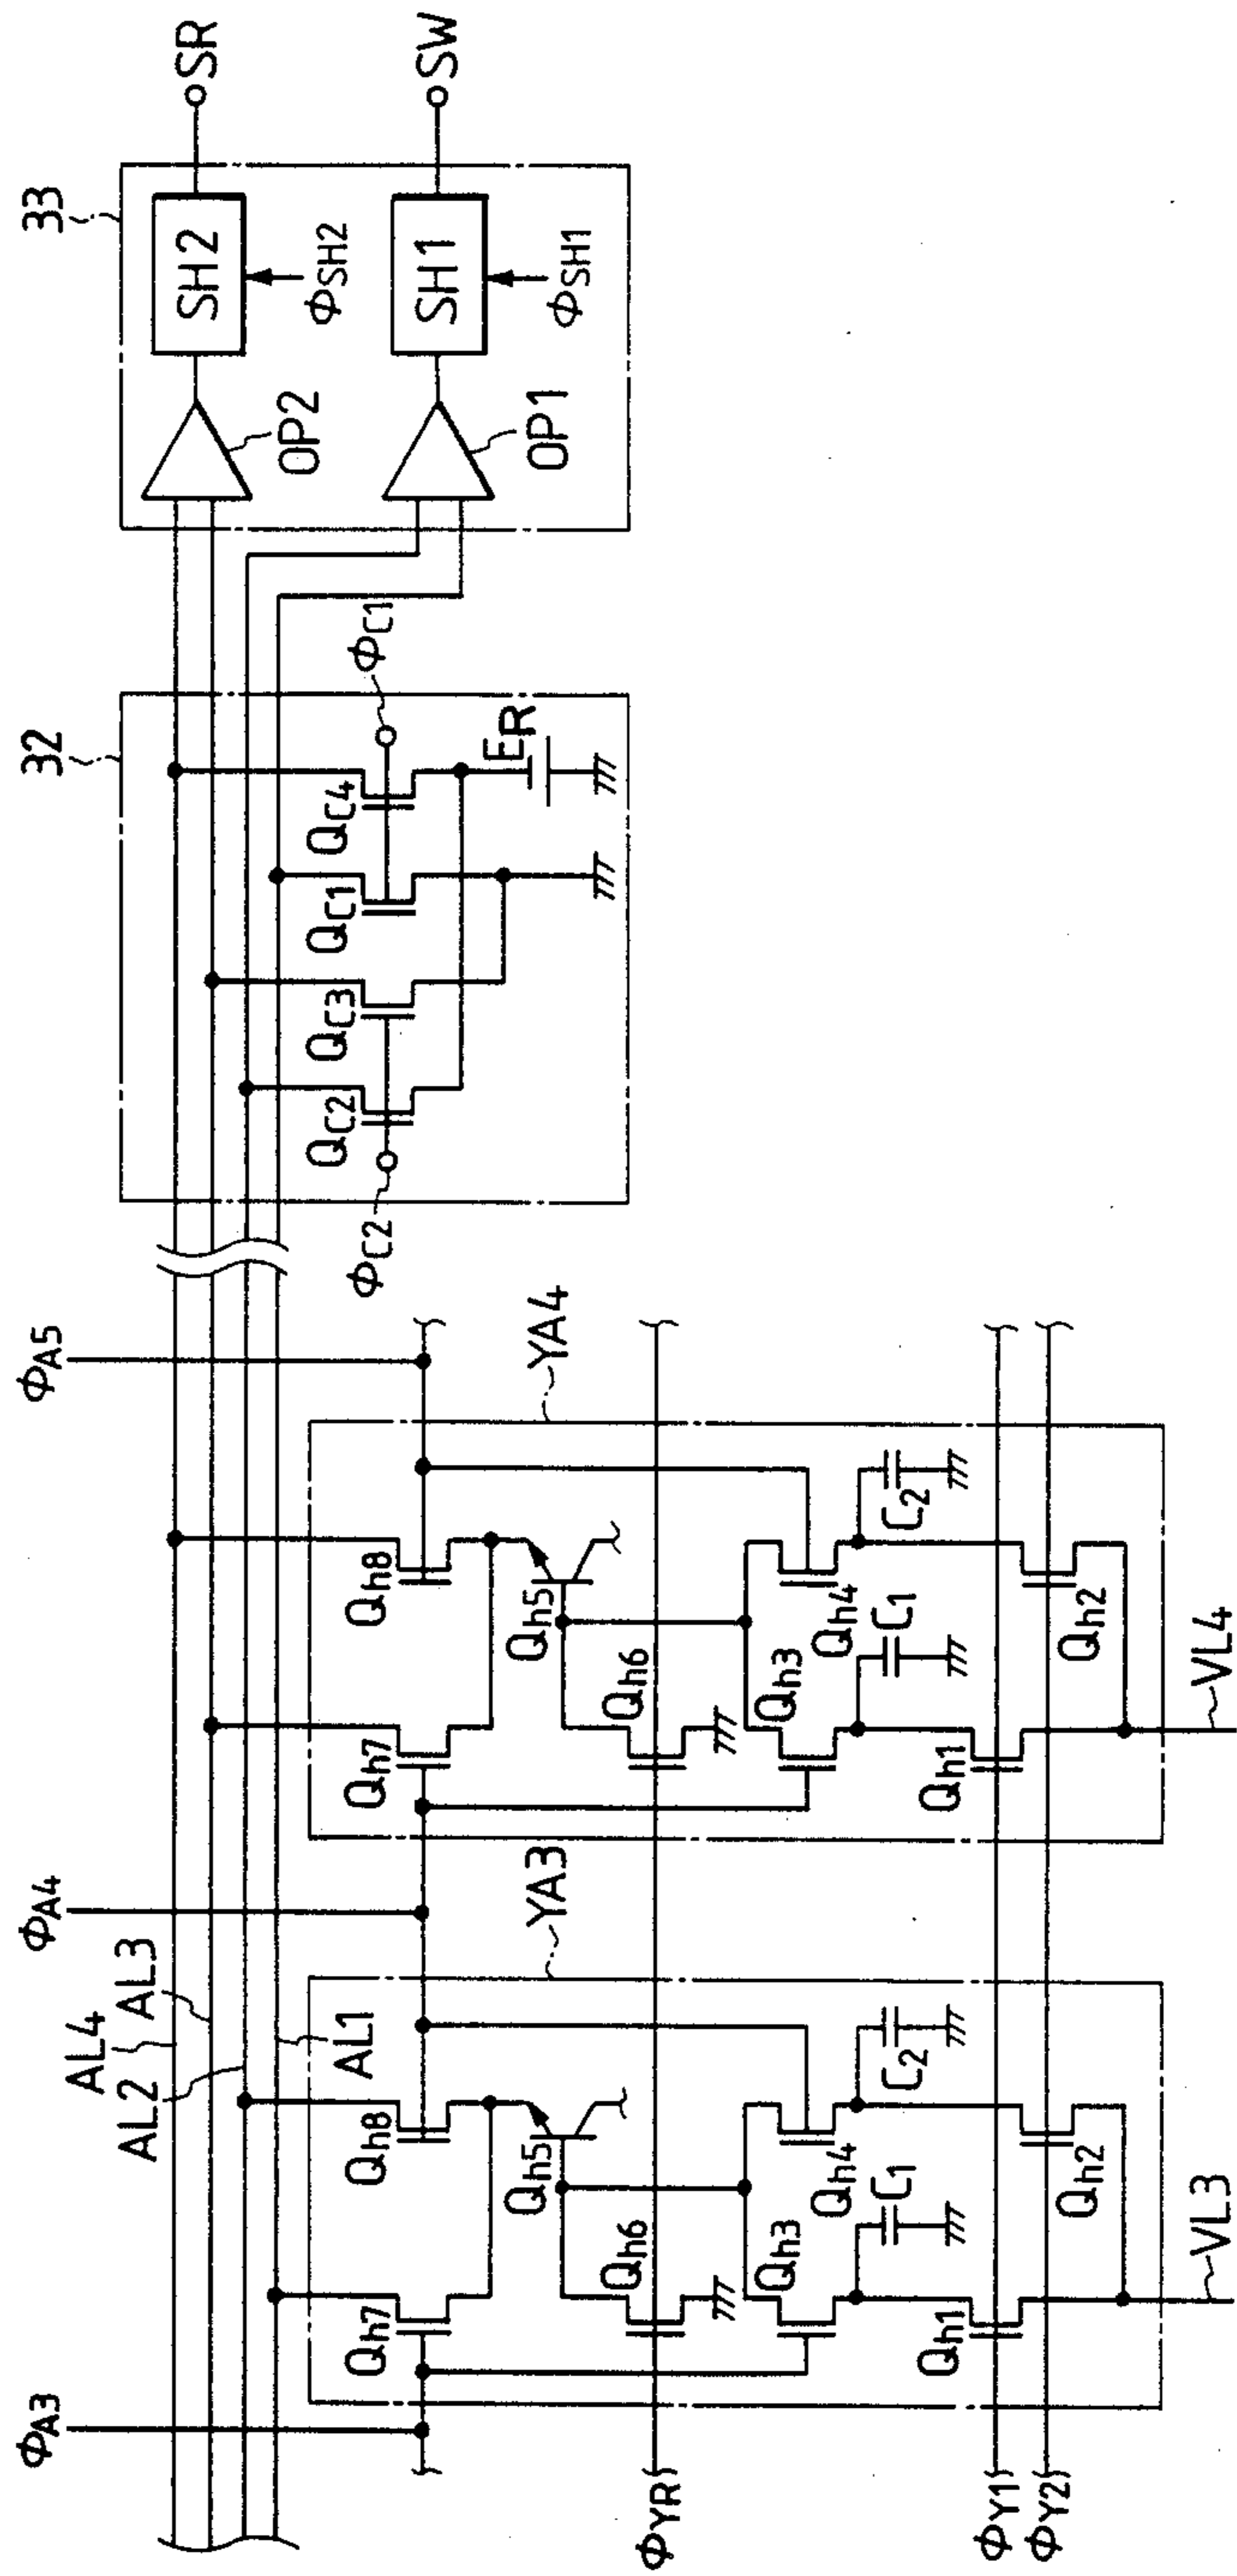 33
SR
SH2
ΦSH2
OP2
SW
SH1
ΦSH1
OP1
32
ΦC1
ER
QC4
QC1
QC3
QC2
ΦC2
ΦA5
YA4
Qh8
Qh7
Qh5
Qh6
Qh3
Qh4
C2
C1
Qh1
Qh2
VL4
ΦA4
AL4
AL3
AL2
AL1
YA3
Qh8
Qh7
Qh5
Qh6
Qh3
Qh4
C2
C1
Qh1
Qh2
VL3
ΦA3
ΦYR
ΦY1
ΦY2